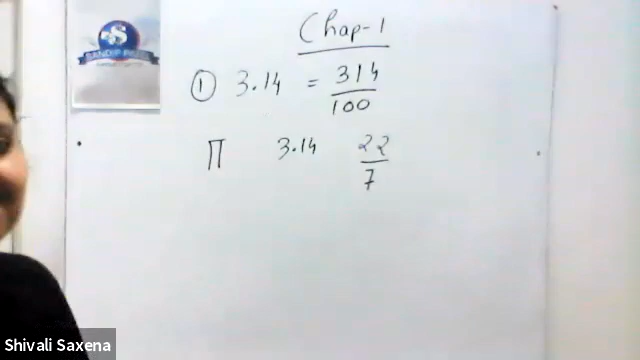 Chap-1
S
① 3.14 = 314/100
∏ 3.14 22/7
Shivali Saxena